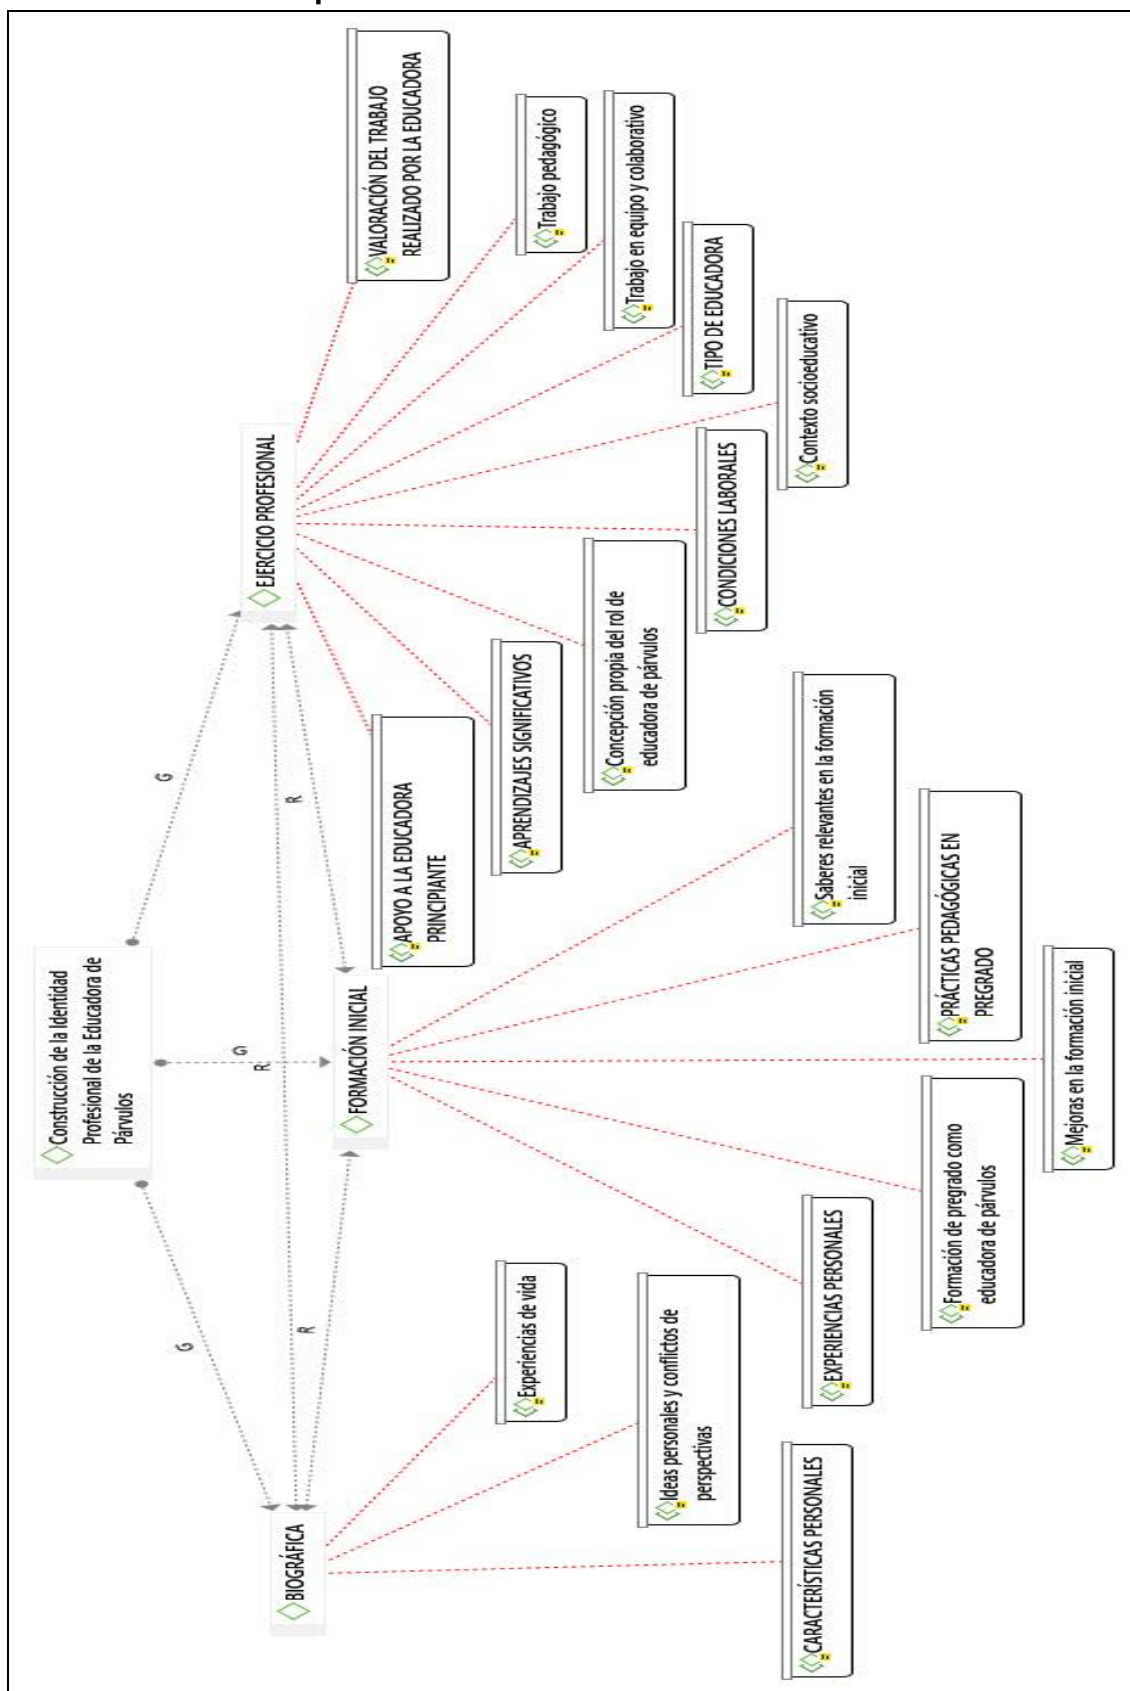 Construcción de la Identidad
Profesional de la Educadora de
Párvulos
G
G
R
G
R
R
BIOGRÁFICA
FORMACIÓN INICIAL
EJERCICIO PROFESIONAL
Experiencias de vida
Ideas personales y conflictos de
perspectivas
CARACTERÍSTICAS PERSONALES
EXPERIENCIAS PERSONALES
Formación de pregrado como
educadora de párvulos
Mejoras en la formación inicial
PRÁCTICAS PEDAGÓGICAS EN
PREGRADO
Saberes relevantes en la formación
inicial
APOYO A LA EDUCADORA
PRINCIPIANTE
APRENDIZAJES SIGNIFICATIVOS
Concepción propia del rol de
educadora de párvulos
CONDICIONES LABORALES
Contexto socioeducativo
TIPO DE EDUCADORA
Trabajo en equipo y colaborativo
Trabajo pedagógico
VALORACIÓN DEL TRABAJO
REALIZADO POR LA EDUCADORA